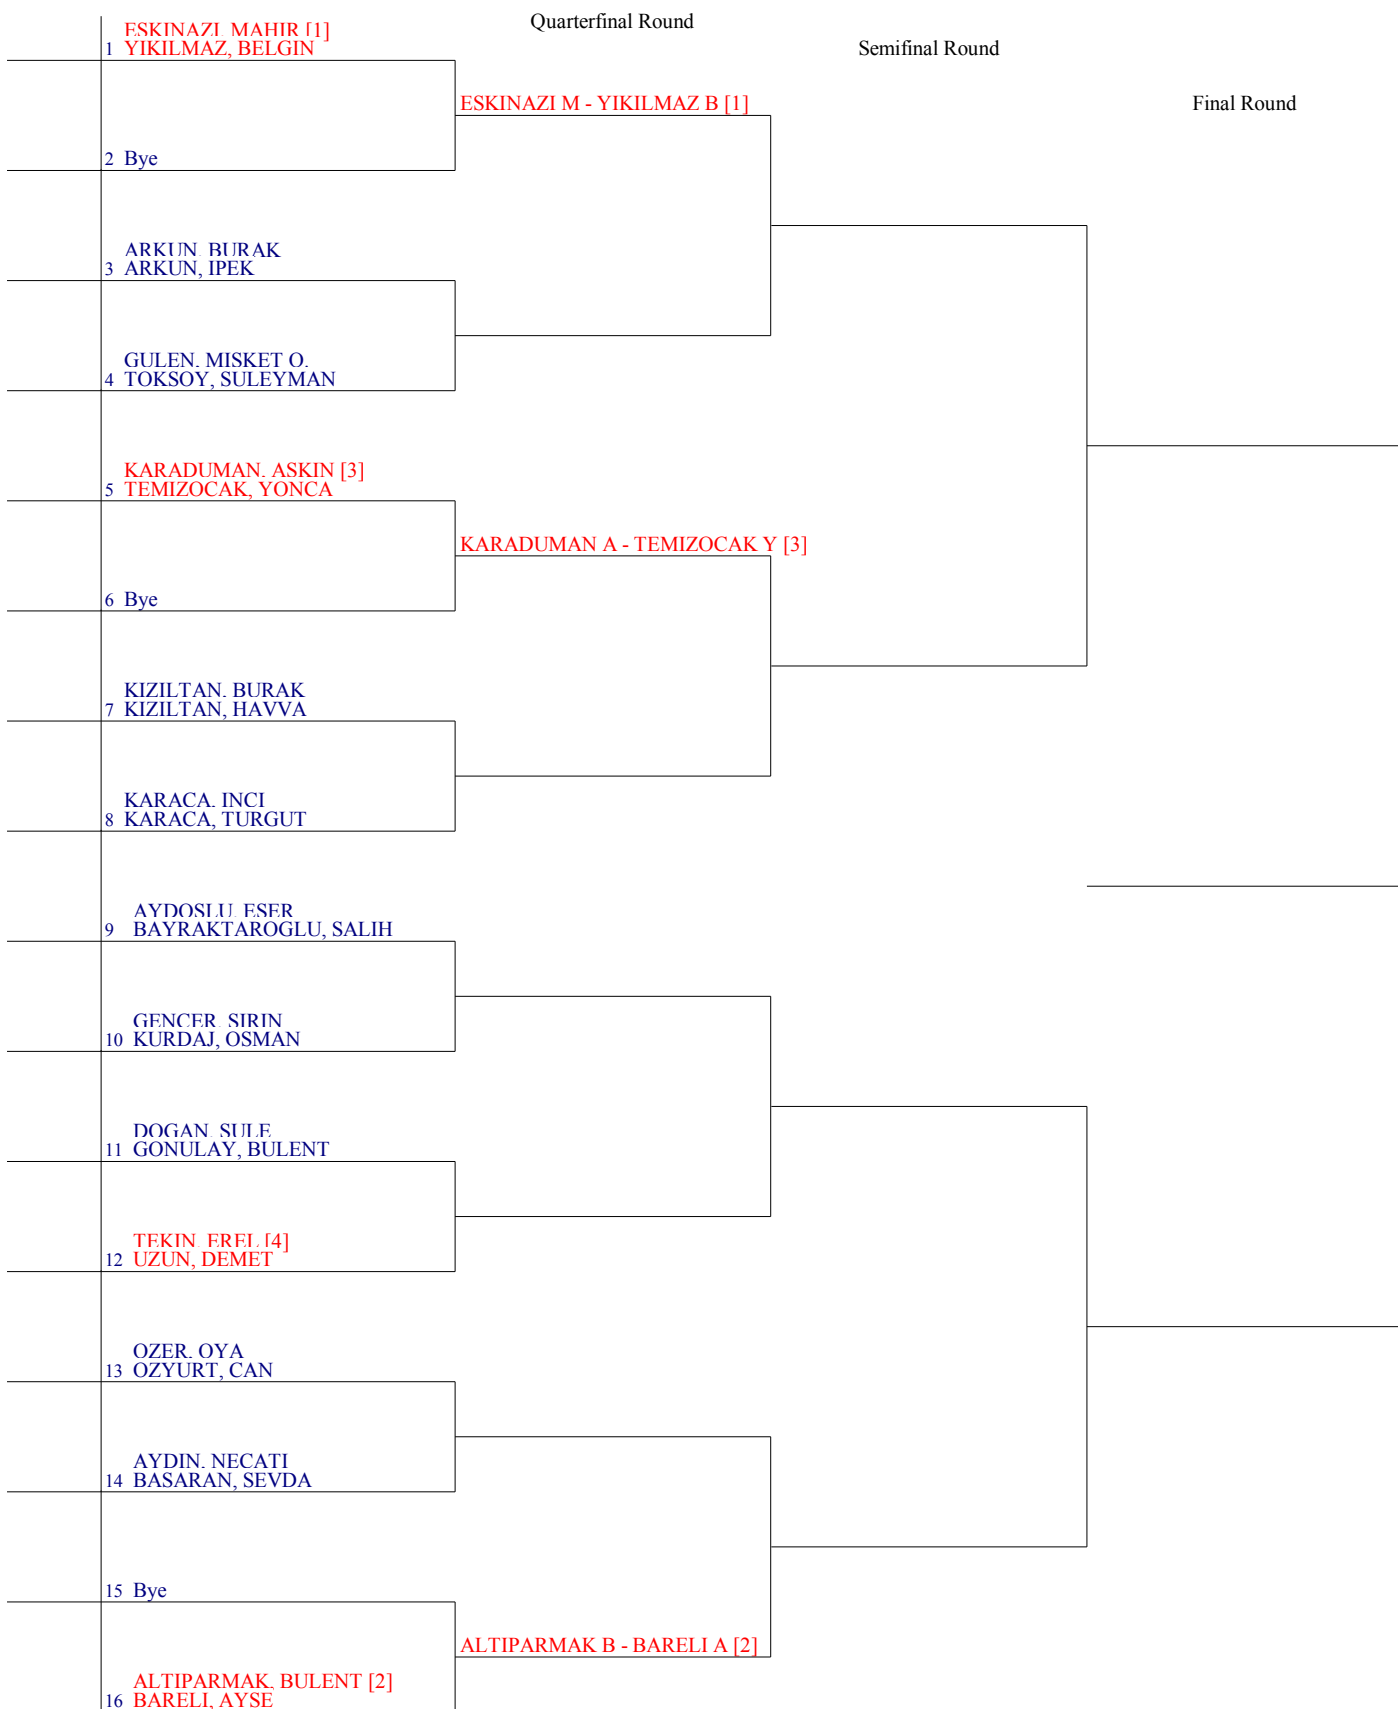 Quarterfinal Round
Semifinal Round
Final Round
ESKINAZI, MAHIR [1]
1 YIKILMAZ, BELGIN
ESKINAZI M - YIKILMAZ B [1]
2 Bye
ARKUN, BURAK
3 ARKUN, IPEK
GULEN, MISKET O.
4 TOKSOY, SULEYMAN
KARADUMAN, ASKIN [3]
5 TEMIZOCAK, YONCA
KARADUMAN A - TEMIZOCAK Y [3]
6 Bye
KIZILTAN, BURAK
7 KIZILTAN, HAVVA
KARACA, INCI
8 KARACA, TURGUT
AYDOSLU, ESER
9 BAYRAKTAROGLU, SALIH
GENCER, SIRIN
10 KURDAJ, OSMAN
DOGAN, SULE
11 GONULAY, BULENT
TEKIN, EREL [4]
12 UZUN, DEMET
OZER, OYA
13 OZYURT, CAN
AYDIN, NECATI
14 BASARAN, SEVDA
15 Bye
ALTIPARMAK B - BARELI A [2]
ALTIPARMAK, BULENT [2]
16 BARELI, AYSE